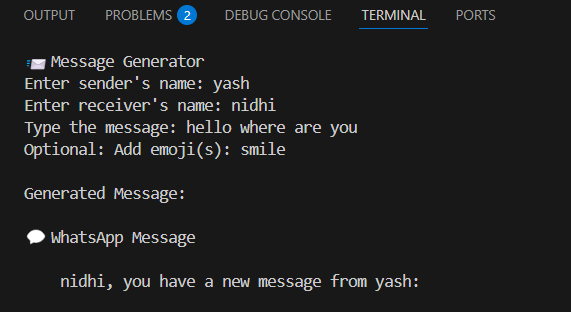 OUTPUT PROBLEMS 2 DEBUG CONSOLE TERMINAL PORTS
📨 Message Generator
Enter sender's name: yash
Enter receiver's name: nidhi
Type the message: hello where are you
Optional: Add emoji(s): smile
Generated Message:
💬 WhatsApp Message
nidhi, you have a new message from yash: